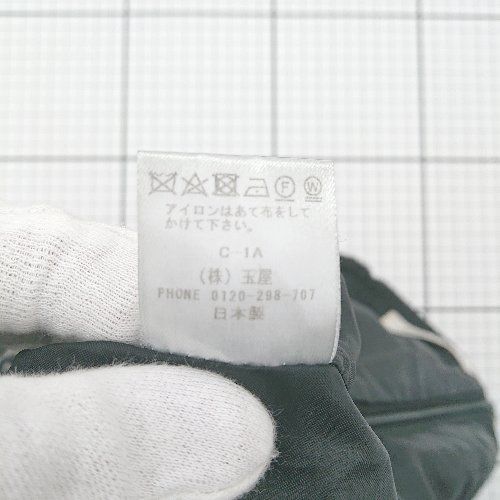 F W
アイロンはあて布をして
かけて下さい。
C-1A
(株) 玉屋
PHONE 0120-298-707
日本製